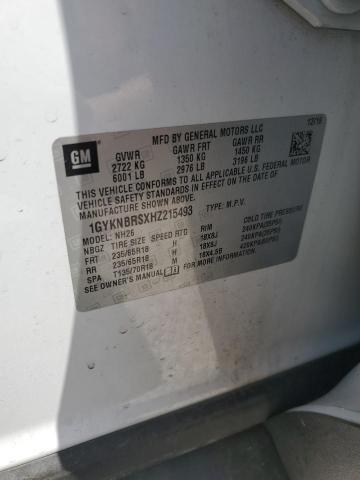 GM
MFD BY GENERAL MOTORS LLC
12/16
GVWR GAWR FRT GAWR RR
2722 KG 1350 KG 1450 KG
6001 LB 2976 LB 3196 LB
THIS VEHICLE CONFORMS TO ALL APPLICABLE U.S. FEDERAL MOTOR
VEHICLE SAFETY STANDARDS IN EFFECT ON THE DATE OF
MANUFACTURE SHOWN ABOVE.
1GYKNBRSXHZ215493 TYPE: M.P.V.
MODEL: NH26
NBGZ TIRE SIZE SPEED RTG RIM COLD TIRE PRESSURE
FRT 235/65R18 H 18X8J 240KPA(35PSI)
RR 235/65R18 H 18X8J 240KPA(35PSI)
SPA T135/70R18 M 18X4.5B 420KPA(60PSI)
SEE OWNER'S MANUAL